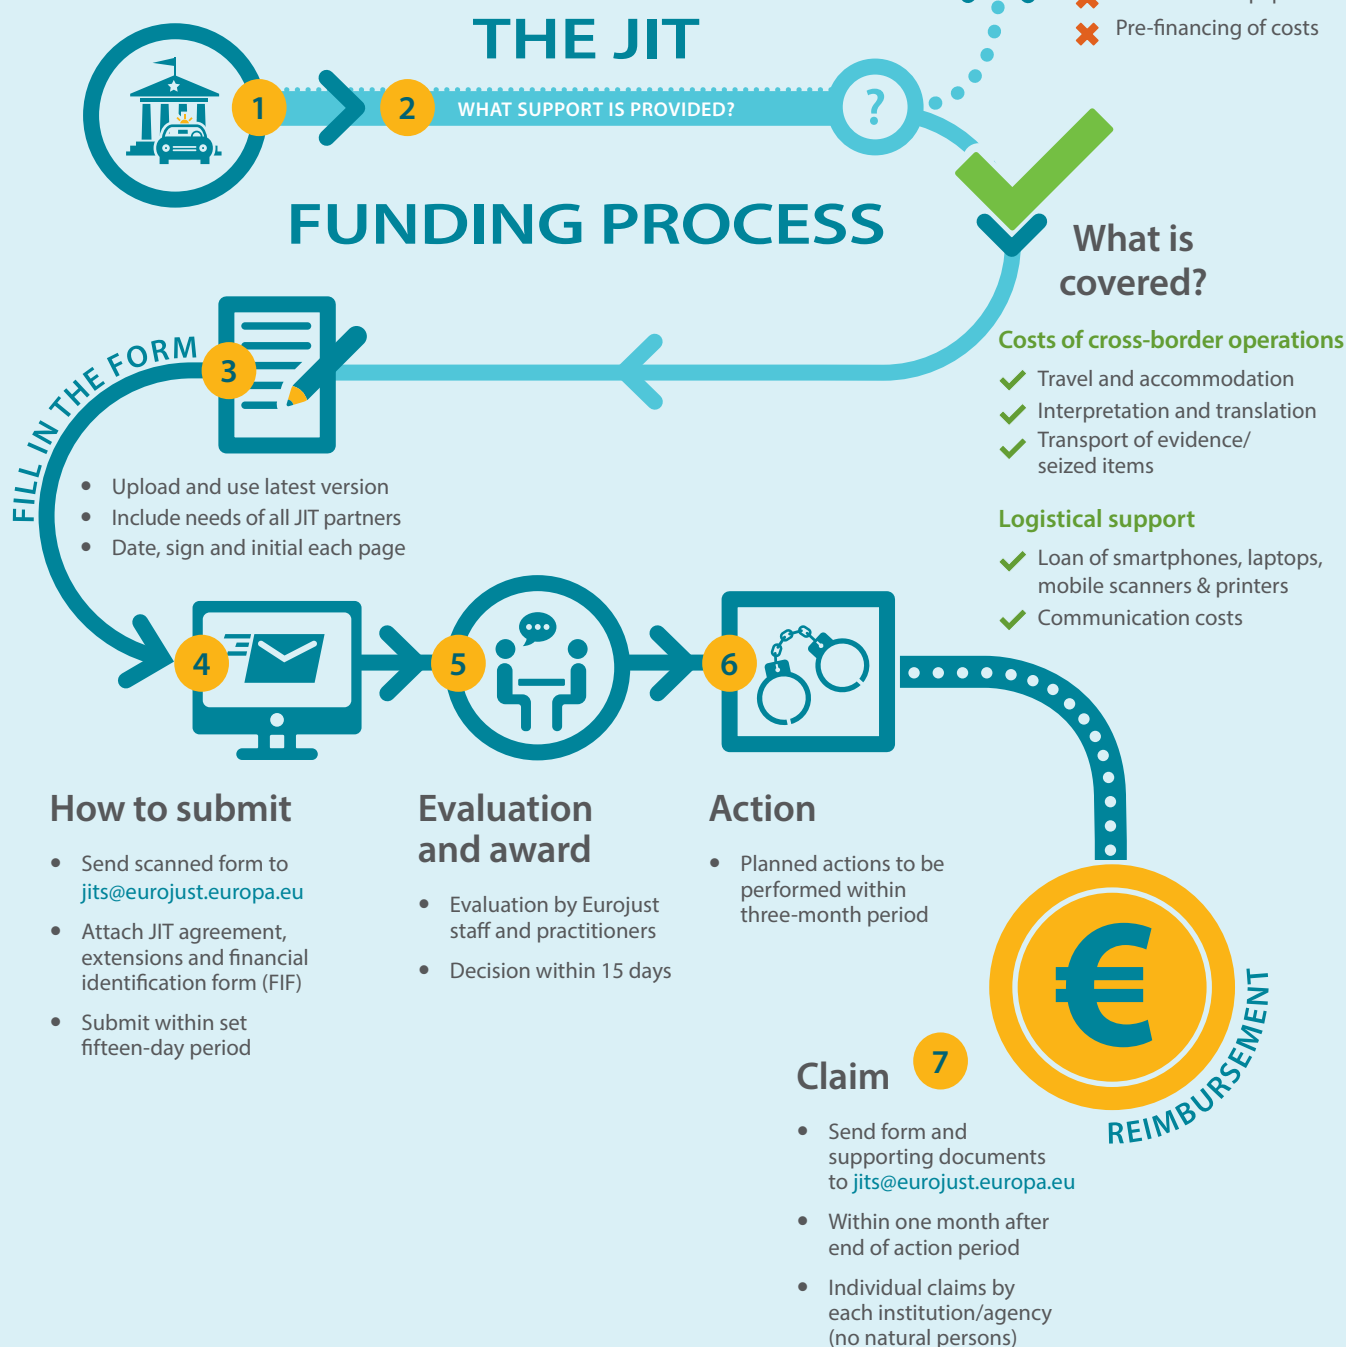 Pre-financing of costs
THE JIT
1
2
WHAT SUPPORT IS PROVIDED?
?
FUNDING PROCESS
What is
covered?
Costs of cross-border operations
Travel and accommodation
Interpretation and translation
Transport of evidence/
seized items
Logistical support
Loan of smartphones, laptops,
mobile scanners & printers
Communication costs
3
FILL IN THE FORM
• Upload and use latest version
• Include needs of all JIT partners
• Date, sign and initial each page
4
5
6
How to submit
• Send scanned form to
jits@eurojust.europa.eu
• Attach JIT agreement,
extensions and financial
identification form (FIF)
• Submit within set
fifteen-day period
Evaluation
and award
• Evaluation by Eurojust
staff and practitioners
• Decision within 15 days
Action
• Planned actions to be
performed within
three-month period
€
REIMBURSEMENT
7
Claim
• Send form and
supporting documents
to jits@eurojust.europa.eu
• Within one month after
end of action period
• Individual claims by
each institution/agency
(no natural persons)